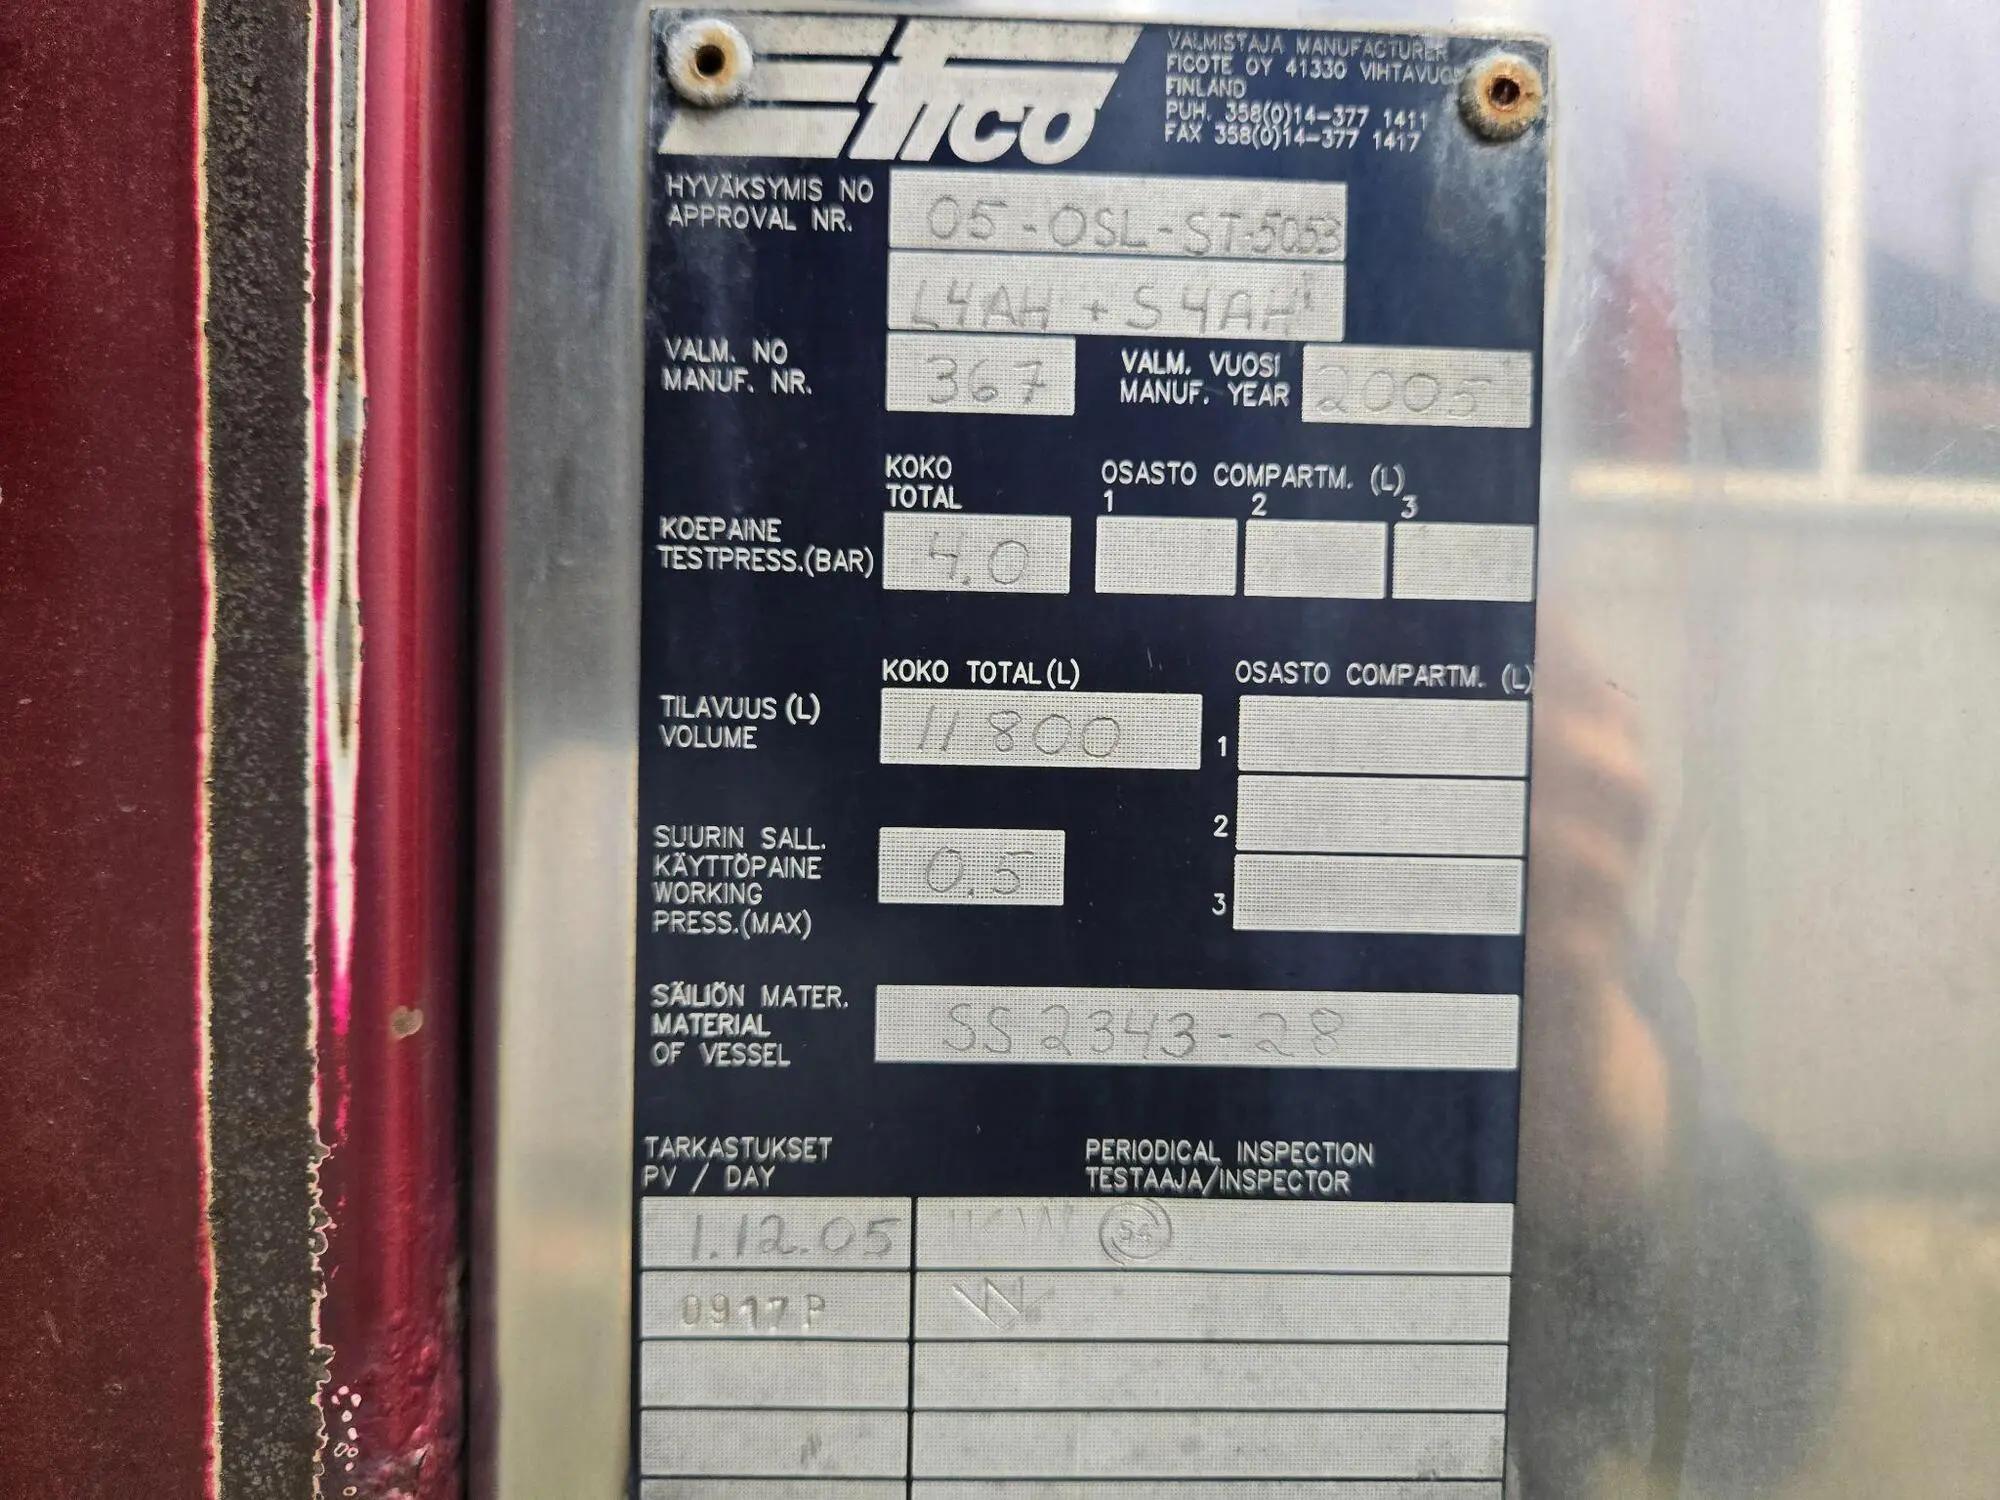 fico
VALMISTAJA MANUFACTURER
FICOTE OY 41330 VIHTAVUO
FINLAND
PUH. 358(0)14-377 1411
FAX 358(0)14-377 1417
HYVÄKSYMIS NO
APPROVAL NR.
05-OSL-ST-5053
L4AH + S4AH
VALM. NO
MANUF. NR.
367
VALM. VUOSI
MANUF. YEAR
2005
KOKO
TOTAL
OSASTO COMPARTM. (L)
1 2 3
KOEPAINE
TESTPRESS.(BAR)
4.0
KOKO TOTAL(L)
OSASTO COMPARTM. (L)
TILAVUUS (L)
VOLUME
11 800
1
2
3
SUURIN SALL.
KÄYTTÖPAINE
WORKING
PRESS.(MAX)
0.5
SÄILIÖN MATER.
MATERIAL
OF VESSEL
SS 2343-28
TARKASTUKSET
PV / DAY
PERIODICAL INSPECTION
TESTAAJA/INSPECTOR
1.12.05
0917P